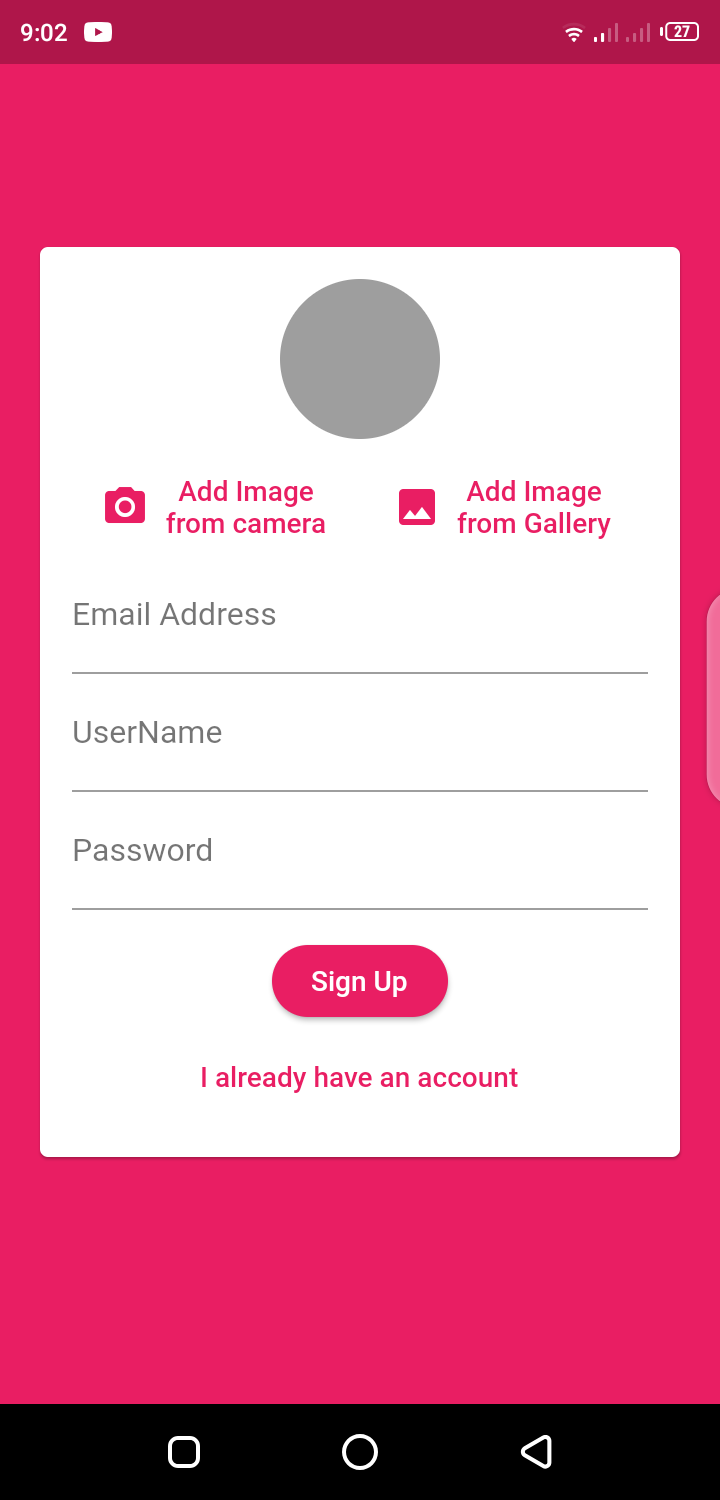 9:02
27
Add Image
from camera
Add Image
from Gallery
Email Address
UserName
Password
Sign Up
I already have an account